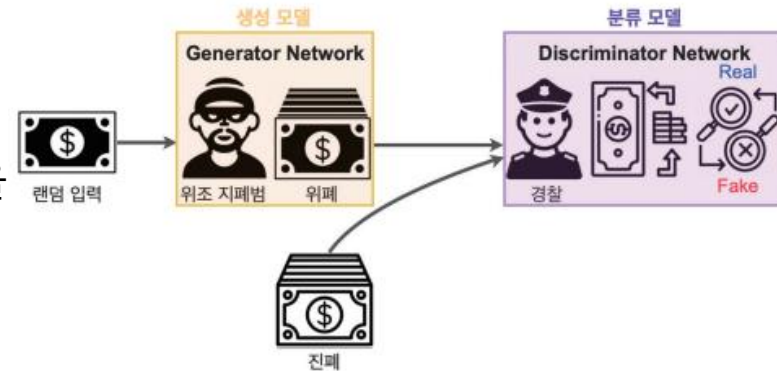 생성 모델
분류 모델
Generator Network
Discriminator Network
Real
$
$
$
랜덤 입력
위조 지폐범
위폐
경찰
Fake
$
진폐